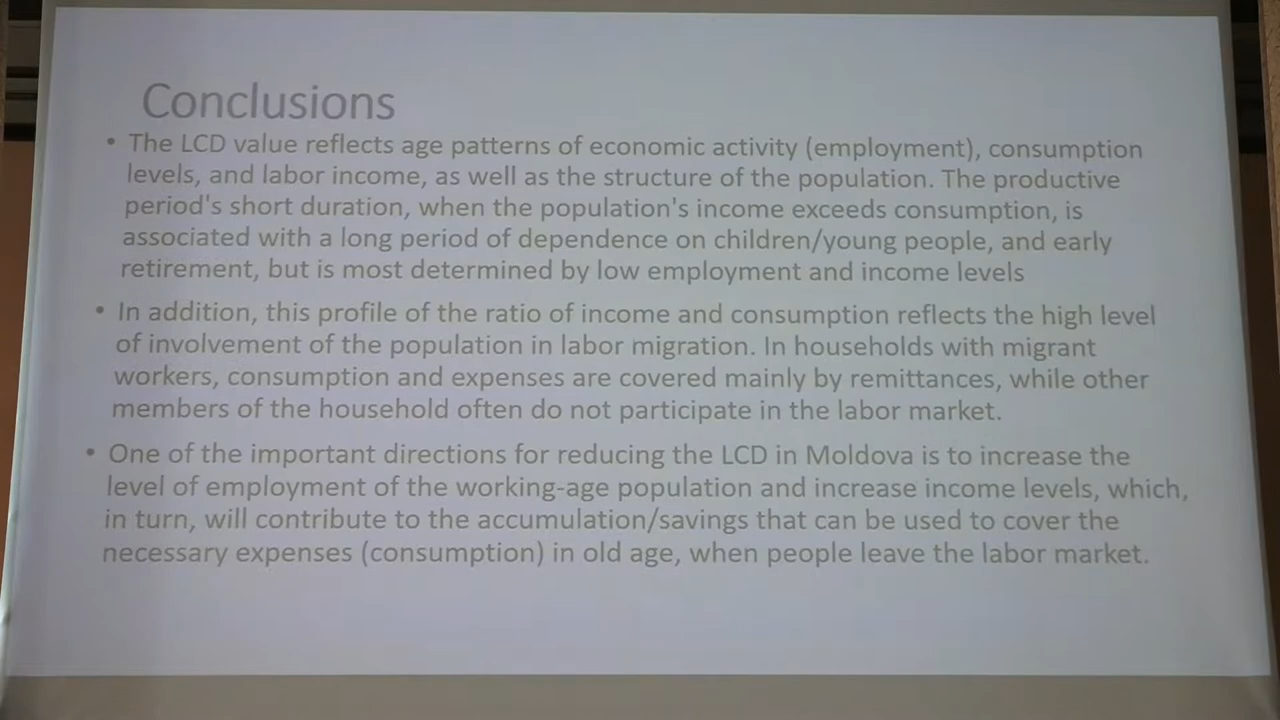 Conclusions
• The LCD value reflects age patterns of economic activity (employment), consumption
levels, and labor income, as well as the structure of the population. The productive
period's short duration, when the population's income exceeds consumption, is
associated with a long period of dependence on children/young people, and early
retirement, but is most determined by low employment and income levels
• In addition, this profile of the ratio of income and consumption reflects the high level
of involvement of the population in labor migration. In households with migrant
workers, consumption and expenses are covered mainly by remittances, while other
members of the household often do not participate in the labor market.
• One of the important directions for reducing the LCD in Moldova is to increase the
level of employment of the working-age population and increase income levels, which,
in turn, will contribute to the accumulation/savings that can be used to cover the
necessary expenses (consumption) in old age, when people leave the labor market.